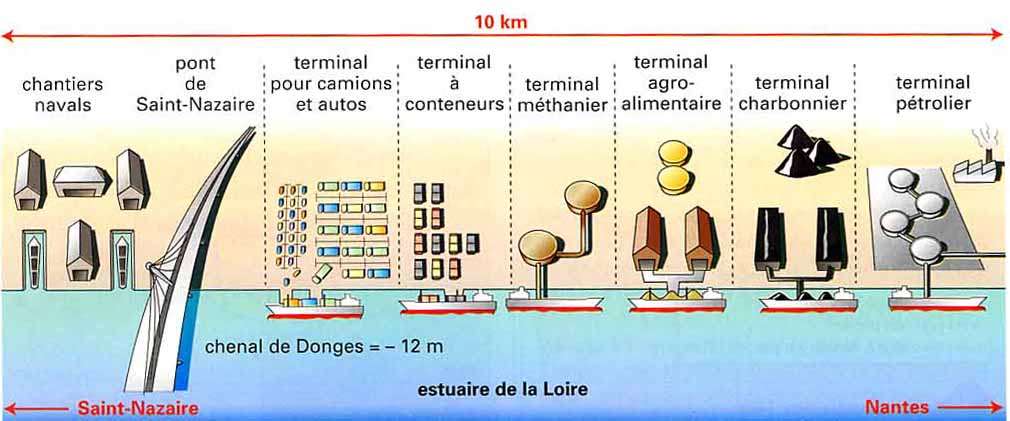 10 km
chantiers
navals
pont
de
Saint-Nazaire
terminal
pour camions
et autos
terminal
à
conteneurs
terminal
méthanier
terminal
agro-
alimentaire
terminal
charbonnier
terminal
pétrolier
chenal de Donges = – 12 m
estuaire de la Loire
Saint-Nazaire
Nantes